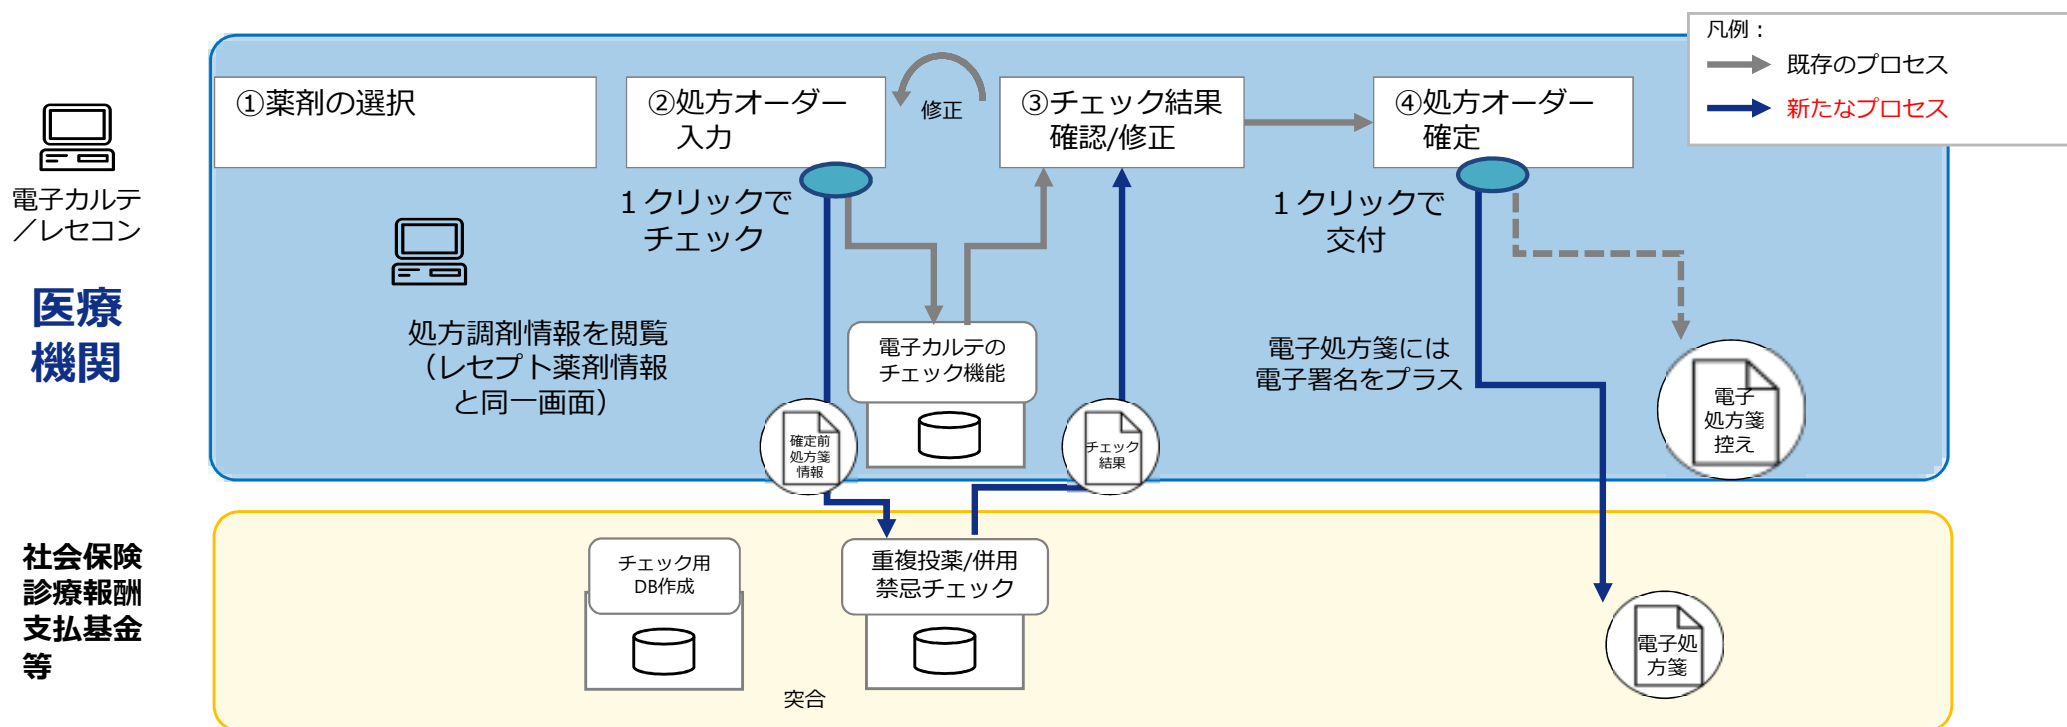 凡例：
既存のプロセス
新たなプロセス
電子カルテ
／レセコン
医療
機関
①薬剤の選択
②処方オーダー
入力
修正
③チェック結果
確認/修正
④処方オーダー
確定
１クリックで
チェック
１クリックで
交付
処方調剤情報を閲覧
（レセプト薬剤情報
と同一画面）
電子カルテの
チェック機能
電子処方箋には
電子署名をプラス
確定前
処方箋
情報
チェック
結果
電子
処方箋
控え
社会保険
診療報酬
支払基金
等
チェック用
DB作成
重複投薬/併用
禁忌チェック
突合
電子処
方箋